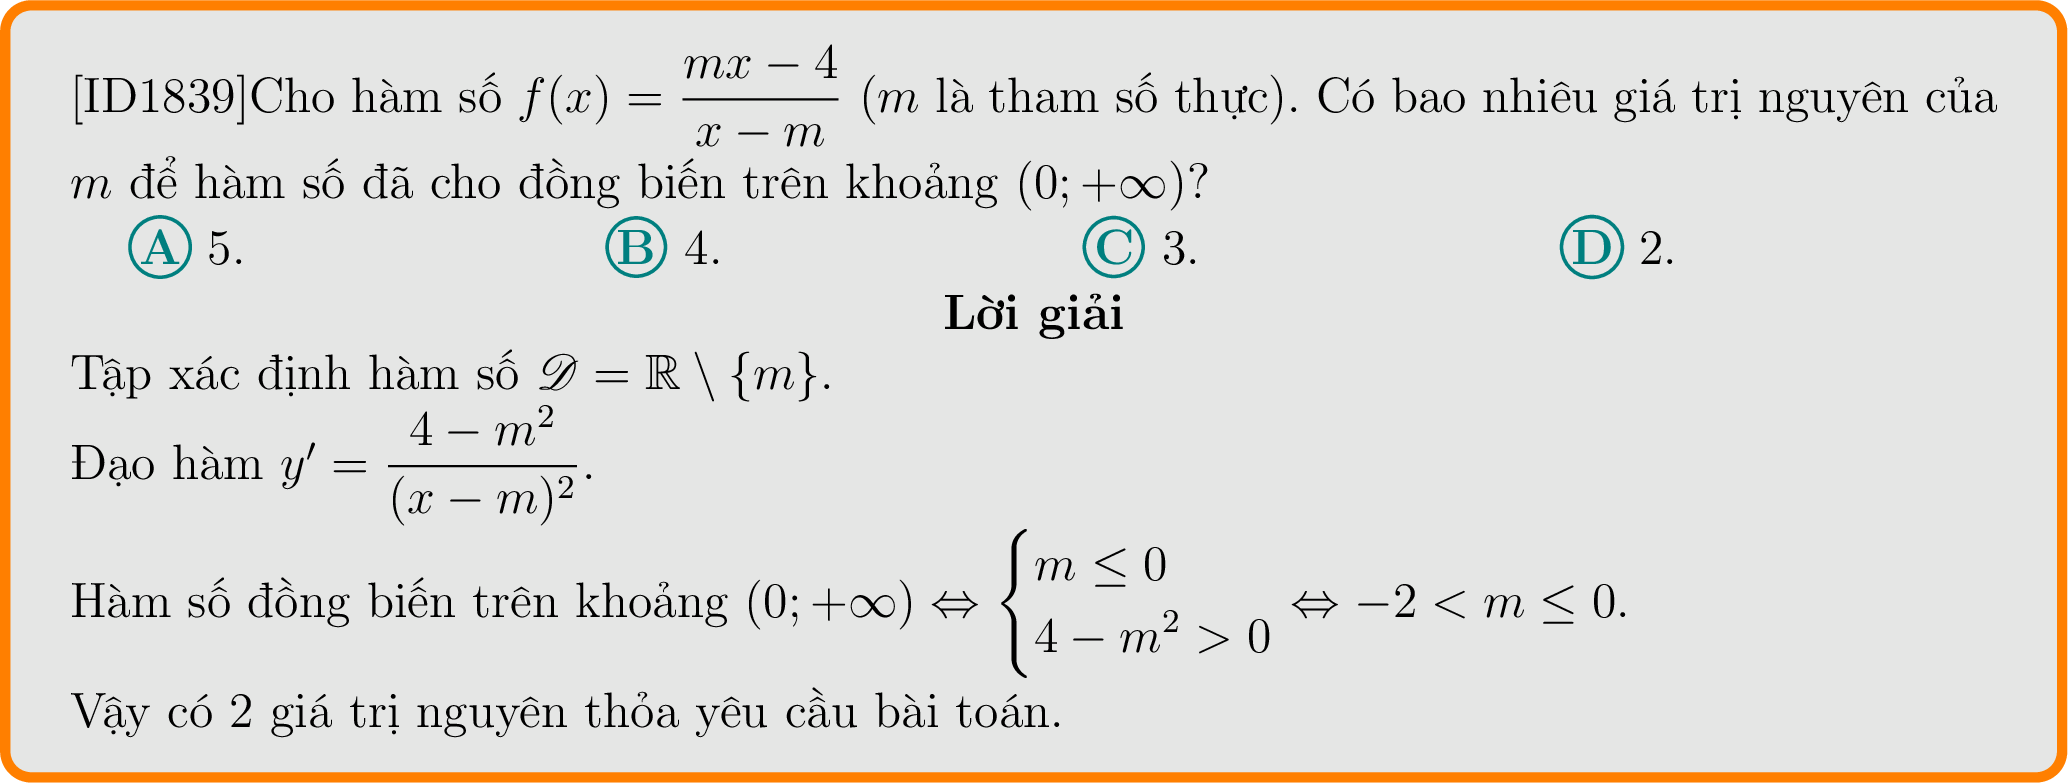 [ID1839]Cho hàm số $f(x) = \dfrac{mx - 4}{x - m}$ ($m$ là tham số thực). Có bao nhiêu giá trị nguyên của
$m$ để hàm số đã cho đồng biến trên khoảng $(0; +\infty)$?
Ⓐ 5. Ⓑ 4. Ⓒ 3. Ⓓ 2.
Lời giải
Tập xác định hàm số $\mathscr{D} = \mathbb{R} \setminus \{m\}$.
Đạo hàm $y' = \dfrac{4 - m^2}{(x - m)^2}$.
Hàm số đồng biến trên khoảng $(0; +\infty) \Leftrightarrow \begin{cases} m \leq 0 \\ 4 - m^2 > 0 \end{cases} \Leftrightarrow -2 < m \leq 0$.
Vậy có 2 giá trị nguyên thỏa yêu cầu bài toán.